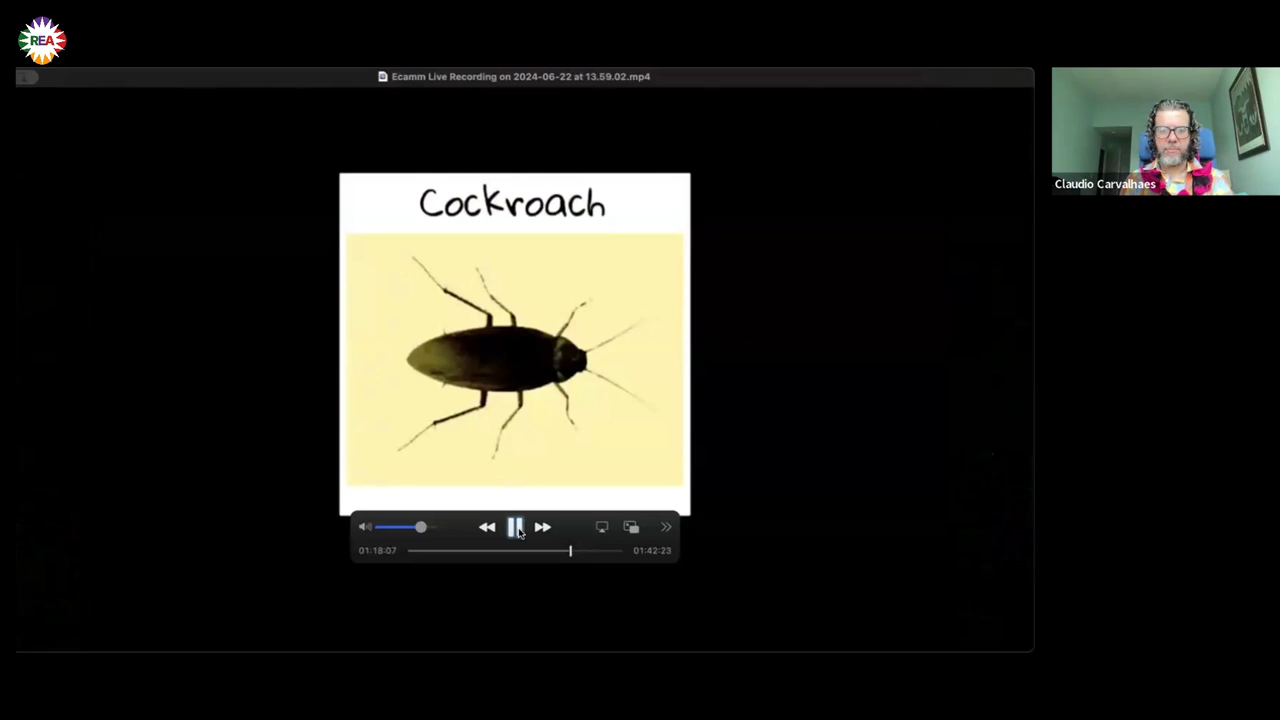 REA
Ecamm Live Recording on 2024-06-22 at 13.59.02.mp4
Cockroach
Claudio Carvalhaes
01:18:07
01:42:23